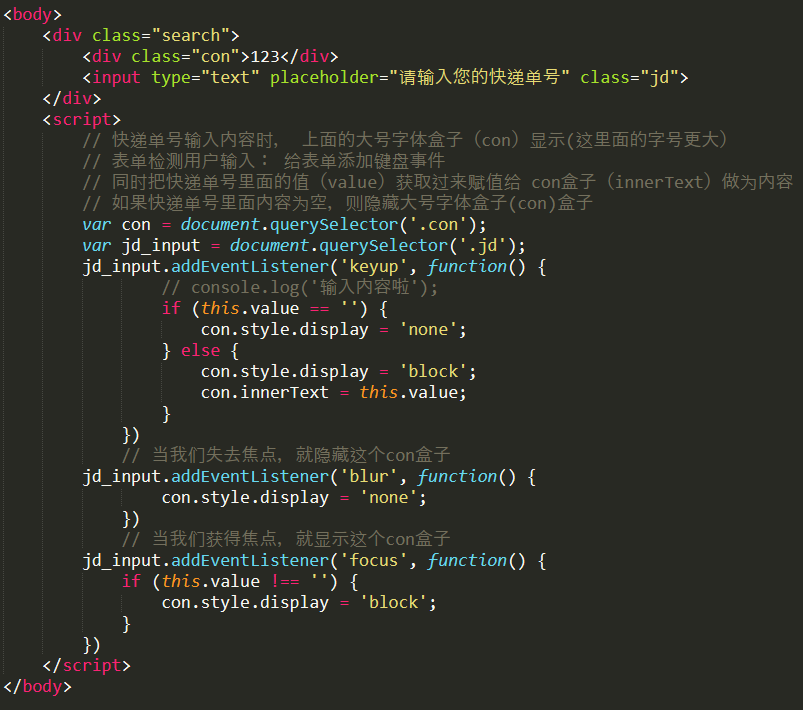 <body>
<div class="search">
<div class="con">123</div>
<input type="text" placeholder="请输入您的快递单号" class="jd">
</div>
<script>
// 快递单号输入内容时， 上面的大号字体盒子（con）显示(这里面的字号更大）
// 表单检测用户输入： 给表单添加键盘事件
// 同时把快递单号里面的值（value）获取过来赋值给 con盒子（innerText）做为内容
// 如果快递单号里面内容为空，则隐藏大号字体盒子(con)盒子
var con = document.querySelector('.con');
var jd_input = document.querySelector('.jd');
jd_input.addEventListener('keyup', function() {
// console.log('输入内容啦');
if (this.value == '') {
con.style.display = 'none';
} else {
con.style.display = 'block';
con.innerText = this.value;
}
})
// 当我们失去焦点，就隐藏这个con盒子
jd_input.addEventListener('blur', function() {
con.style.display = 'none';
})
// 当我们获得焦点，就显示这个con盒子
jd_input.addEventListener('focus', function() {
if (this.value !== '') {
con.style.display = 'block';
}
})
</script>
</body>